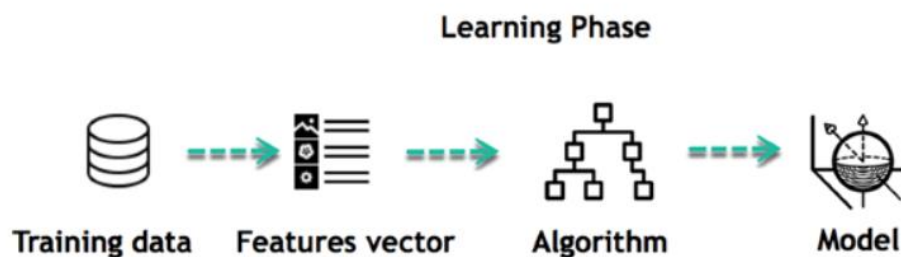 Learning Phase
Training data
Features vector
Algorithm
Model